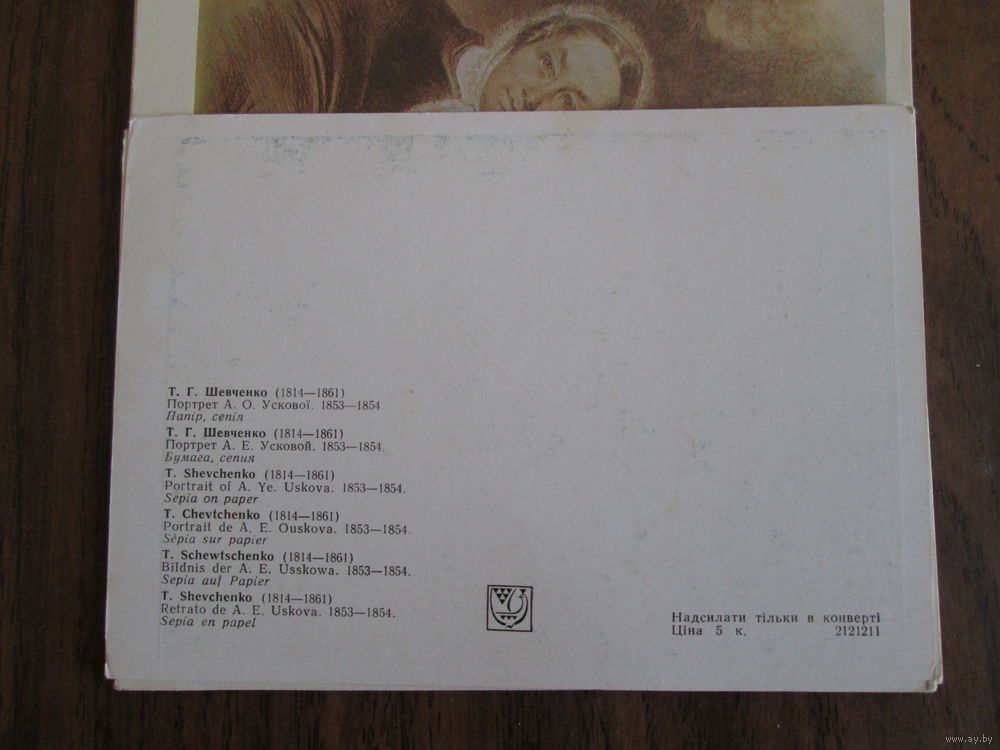 Т. Г. Шевченко (1814—1861)
Портрет А. О. Ускової. 1853—1854
Папір, сепія
Т. Г. Шевченко (1814—1861)
Портрет А. Е. Усковой. 1853—1854.
Бумага, сепия
T. Shevchenko (1814—1861)
Portrait of A. Ye. Uskova. 1853—1854.
Sepia on paper
T. Chevtchenko (1814—1861)
Portrait de A. E. Ouskova. 1853—1854.
Sépia sur papier
T. Schewtschenko (1814—1861)
Bildnis der A. E. Usskowa. 1853—1854.
Sepia auf Papier
T. Shevchenko (1814—1861)
Retrato de A. E. Uskova. 1853—1854.
Sepia en papel
Надсилати тільки в конверті
Ціна 5 к. 2121211
www.ay.by